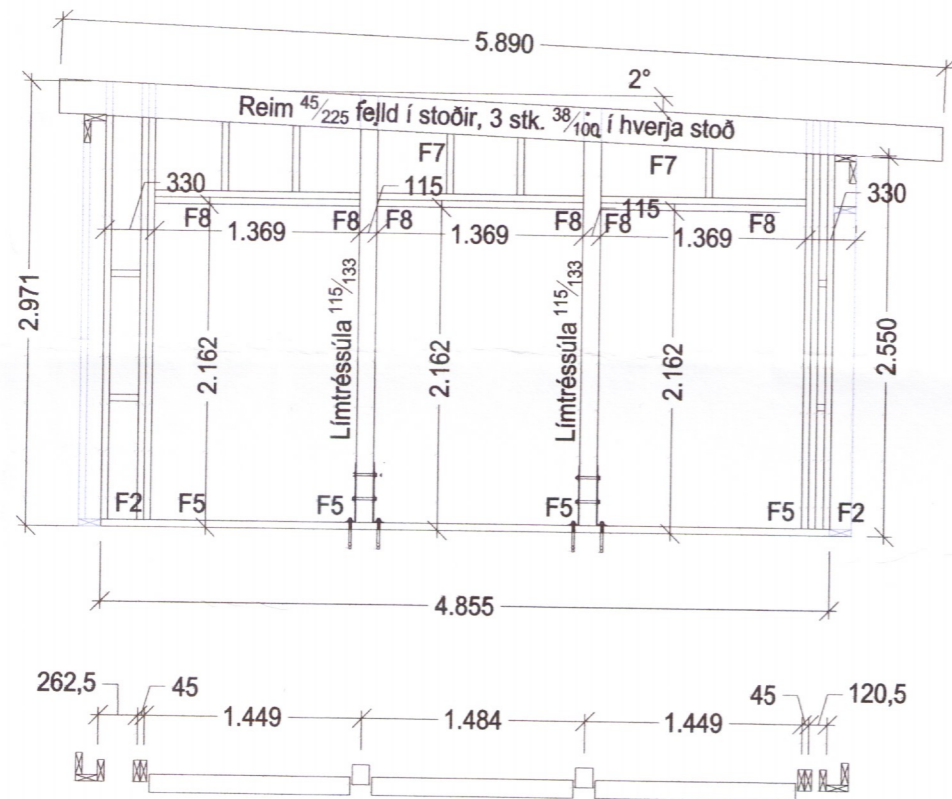 5.890
2°
Reim 45/225 felld í stoðir, 3 stk. 38/100 í hverja stoð
F7
F7
330
115
115
330
F8
F8
F8
F8
F8
F8
1.369
1.369
1.369
2.971
2.162
Límtréssúla 115/133
2.162
Límtréssúla 115/133
2.162
2.550
F2
F5
F5
F5
F5
F2
4.855
262,5
45
1.449
1.484
1.449
45
120,5